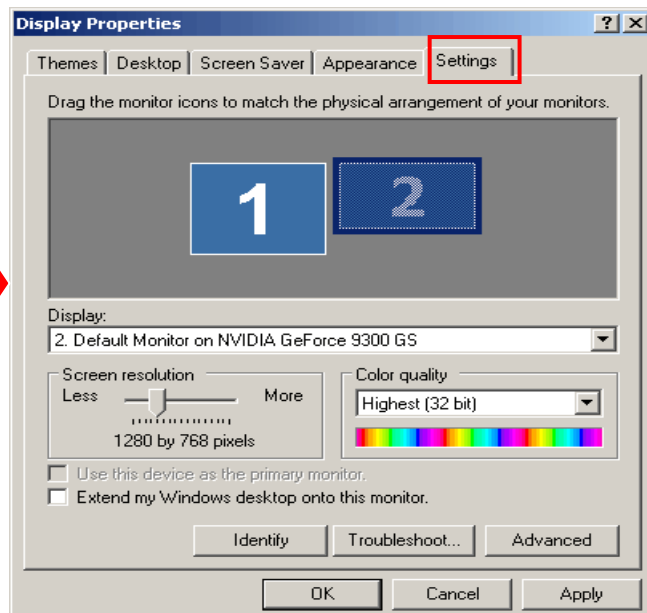 Display Properties
Themes Desktop Screen Saver Appearance Settings
Drag the monitor icons to match the physical arrangement of your monitors.
1 2
Display:
2. Default Monitor on NVIDIA GeForce 9300 GS
Screen resolution Color quality
Less More Highest (32 bit)
1280 by 768 pixels
Use this device as the primary monitor.
Extend my Windows desktop onto this monitor.
Identify Troubleshoot... Advanced
OK Cancel Apply